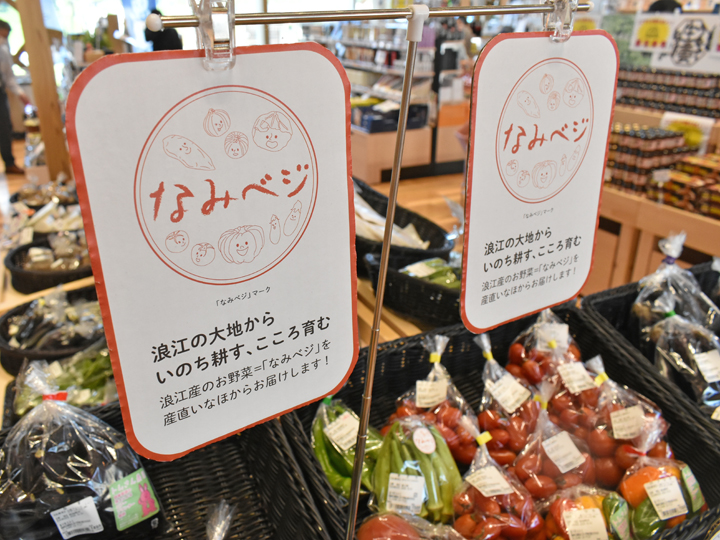 なみベジ
「なみベジ」マーク
浪江の大地から
いのち耕す、こころ育む
浪江産のお野菜=「なみベジ」を
産直いなほからお届けします!
なみベジ
「なみベジ」マーク
浪江の大地から
いのち耕す、こころ育む
浪江産のお野菜=「なみベジ」を
産直いなほからお届けします!